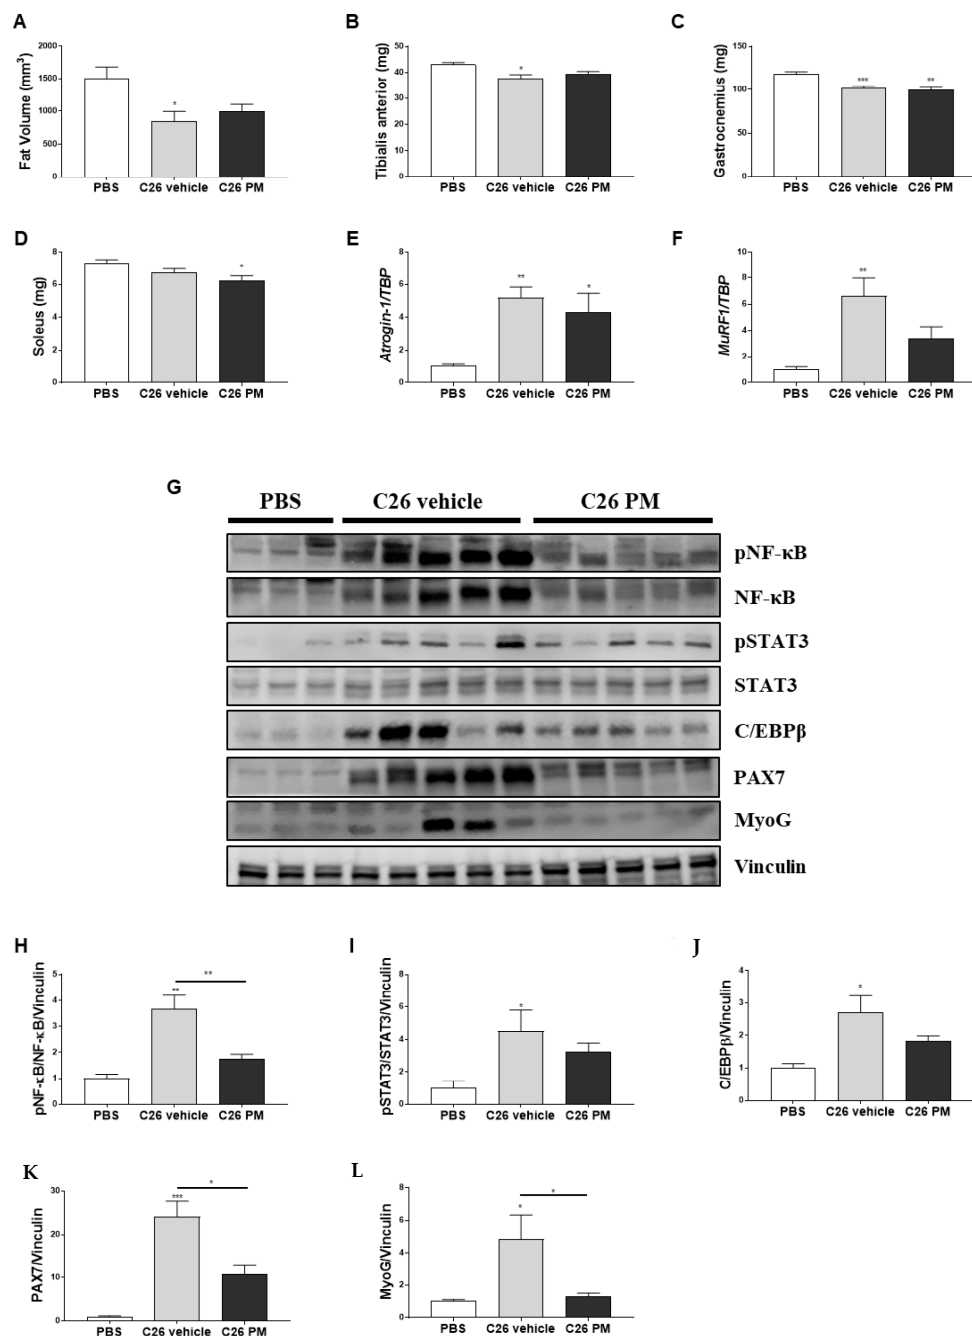 A
Fat Volume (mm³)
2000
1500
1000
500
0
*
PBS
C26 vehicle
C26 PM
B
Tibialis anterior (mg)
50
40
30
20
10
0
*
PBS
C26 vehicle
C26 PM
C
Gastrocnemius (mg)
150
100
50
0
***
**
PBS
C26 vehicle
C26 PM
D
Soleus (mg)
8
6
4
2
0
*
PBS
C26 vehicle
C26 PM
E
Atrogin-1/TBP
8
6
4
2
0
**
*
PBS
C26 vehicle
C26 PM
F
MuRF1/TBP
10
8
6
4
2
0
**
PBS
C26 vehicle
C26 PM
G
PBS
C26 vehicle
C26 PM
pNF-κB
NF-κB
pSTAT3
STAT3
C/EBPβ
PAX7
MyoG
Vinculin
H
pNF-κB/NF-κB/Vinculin
5
4
3
2
1
0
**
**
PBS
C26 vehicle
C26 PM
I
pSTAT3/STAT3/Vinculin
8
6
4
2
0
*
PBS
C26 vehicle
C26 PM
J
C/EBPβ/Vinculin
4
3
2
1
0
*
PBS
C26 vehicle
C26 PM
K
PAX7/Vinculin
30
20
10
0
***
*
PBS
C26 vehicle
C26 PM
L
MyoG/Vinculin
8
6
4
2
0
*
*
PBS
C26 vehicle
C26 PM